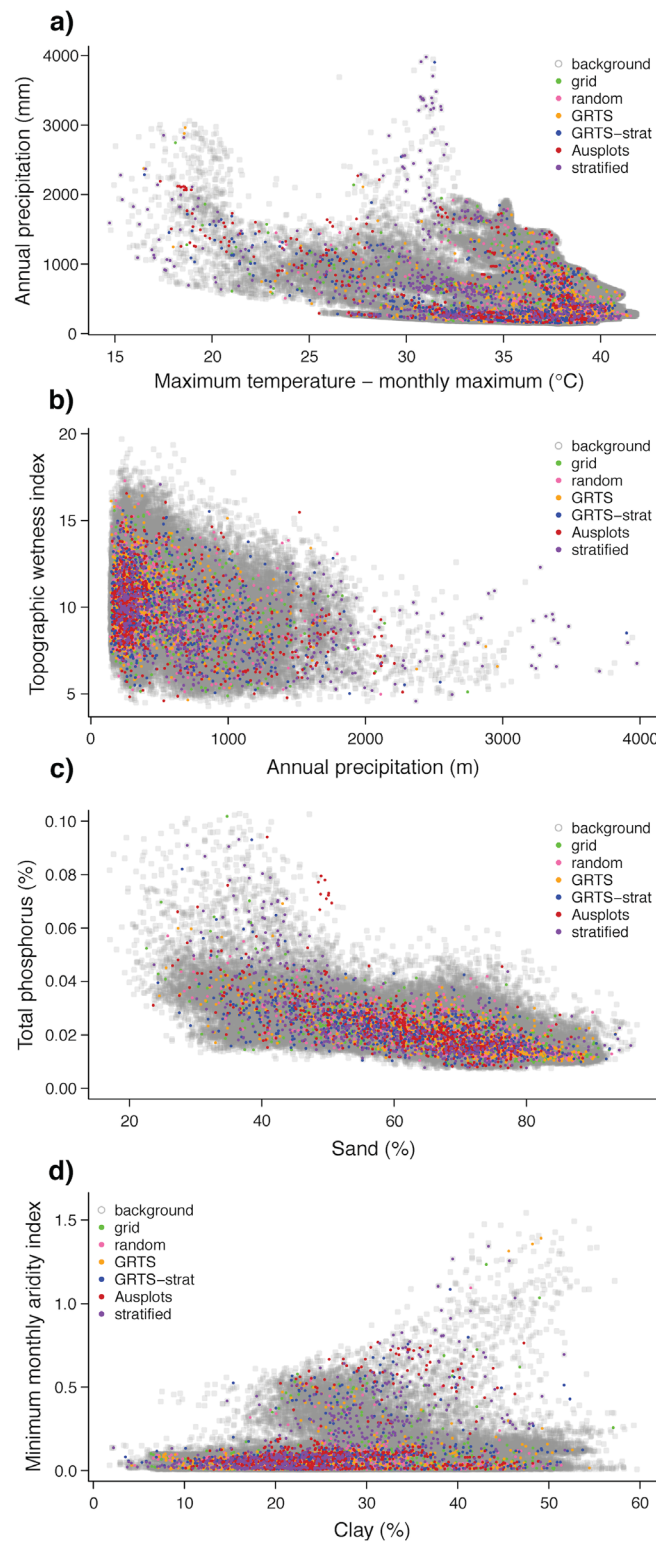 a)
Annual precipitation (mm)
4000
3000
2000
1000
0
background
grid
random
GRTS
GRTS−strat
Ausplots
stratified
15 20 25 30 35 40
Maximum temperature − monthly maximum (°C)
b)
Topographic wetness index
20
15
10
5
background
grid
random
GRTS
GRTS−strat
Ausplots
stratified
0 1000 2000 3000 4000
Annual precipitation (m)
c)
Total phosphorus (%)
0.10
0.08
0.06
0.04
0.02
0.00
background
grid
random
GRTS
GRTS−strat
Ausplots
stratified
20 40 60 80
Sand (%)
d)
Minimum monthly aridity index
1.5
1.0
0.5
0.0
background
grid
random
GRTS
GRTS−strat
Ausplots
stratified
0 10 20 30 40 50 60
Clay (%)